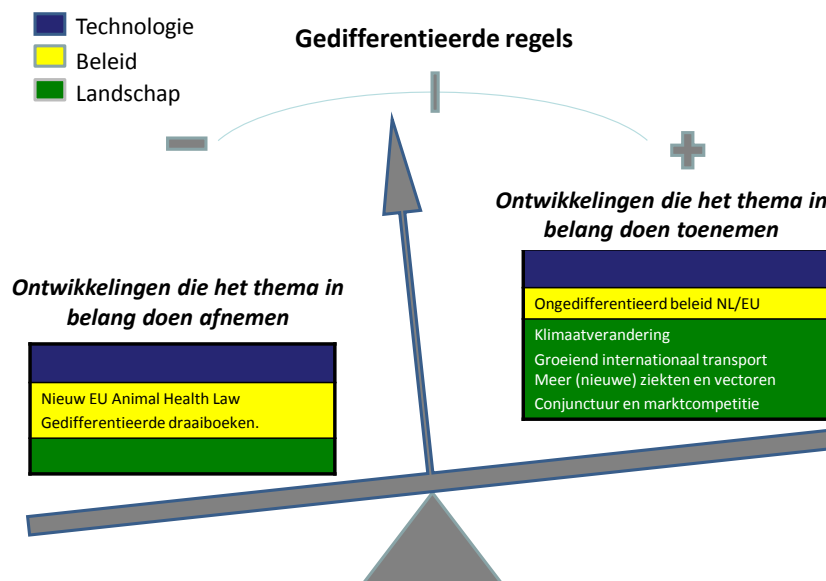 Technologie
Beleid
Landschap
Gedifferentieerde regels
Ontwikkelingen die het thema in
belang doen toenemen
Ongedifferentieerd beleid NL/EU
Klimaatverandering
Groeiend internationaal transport
Meer (nieuwe) ziekten en vectoren
Conjunctuur en marktcompetitie
Ontwikkelingen die het thema in
belang doen afnemen
Nieuw EU Animal Health Law
Gedifferentieerde draaiboeken.